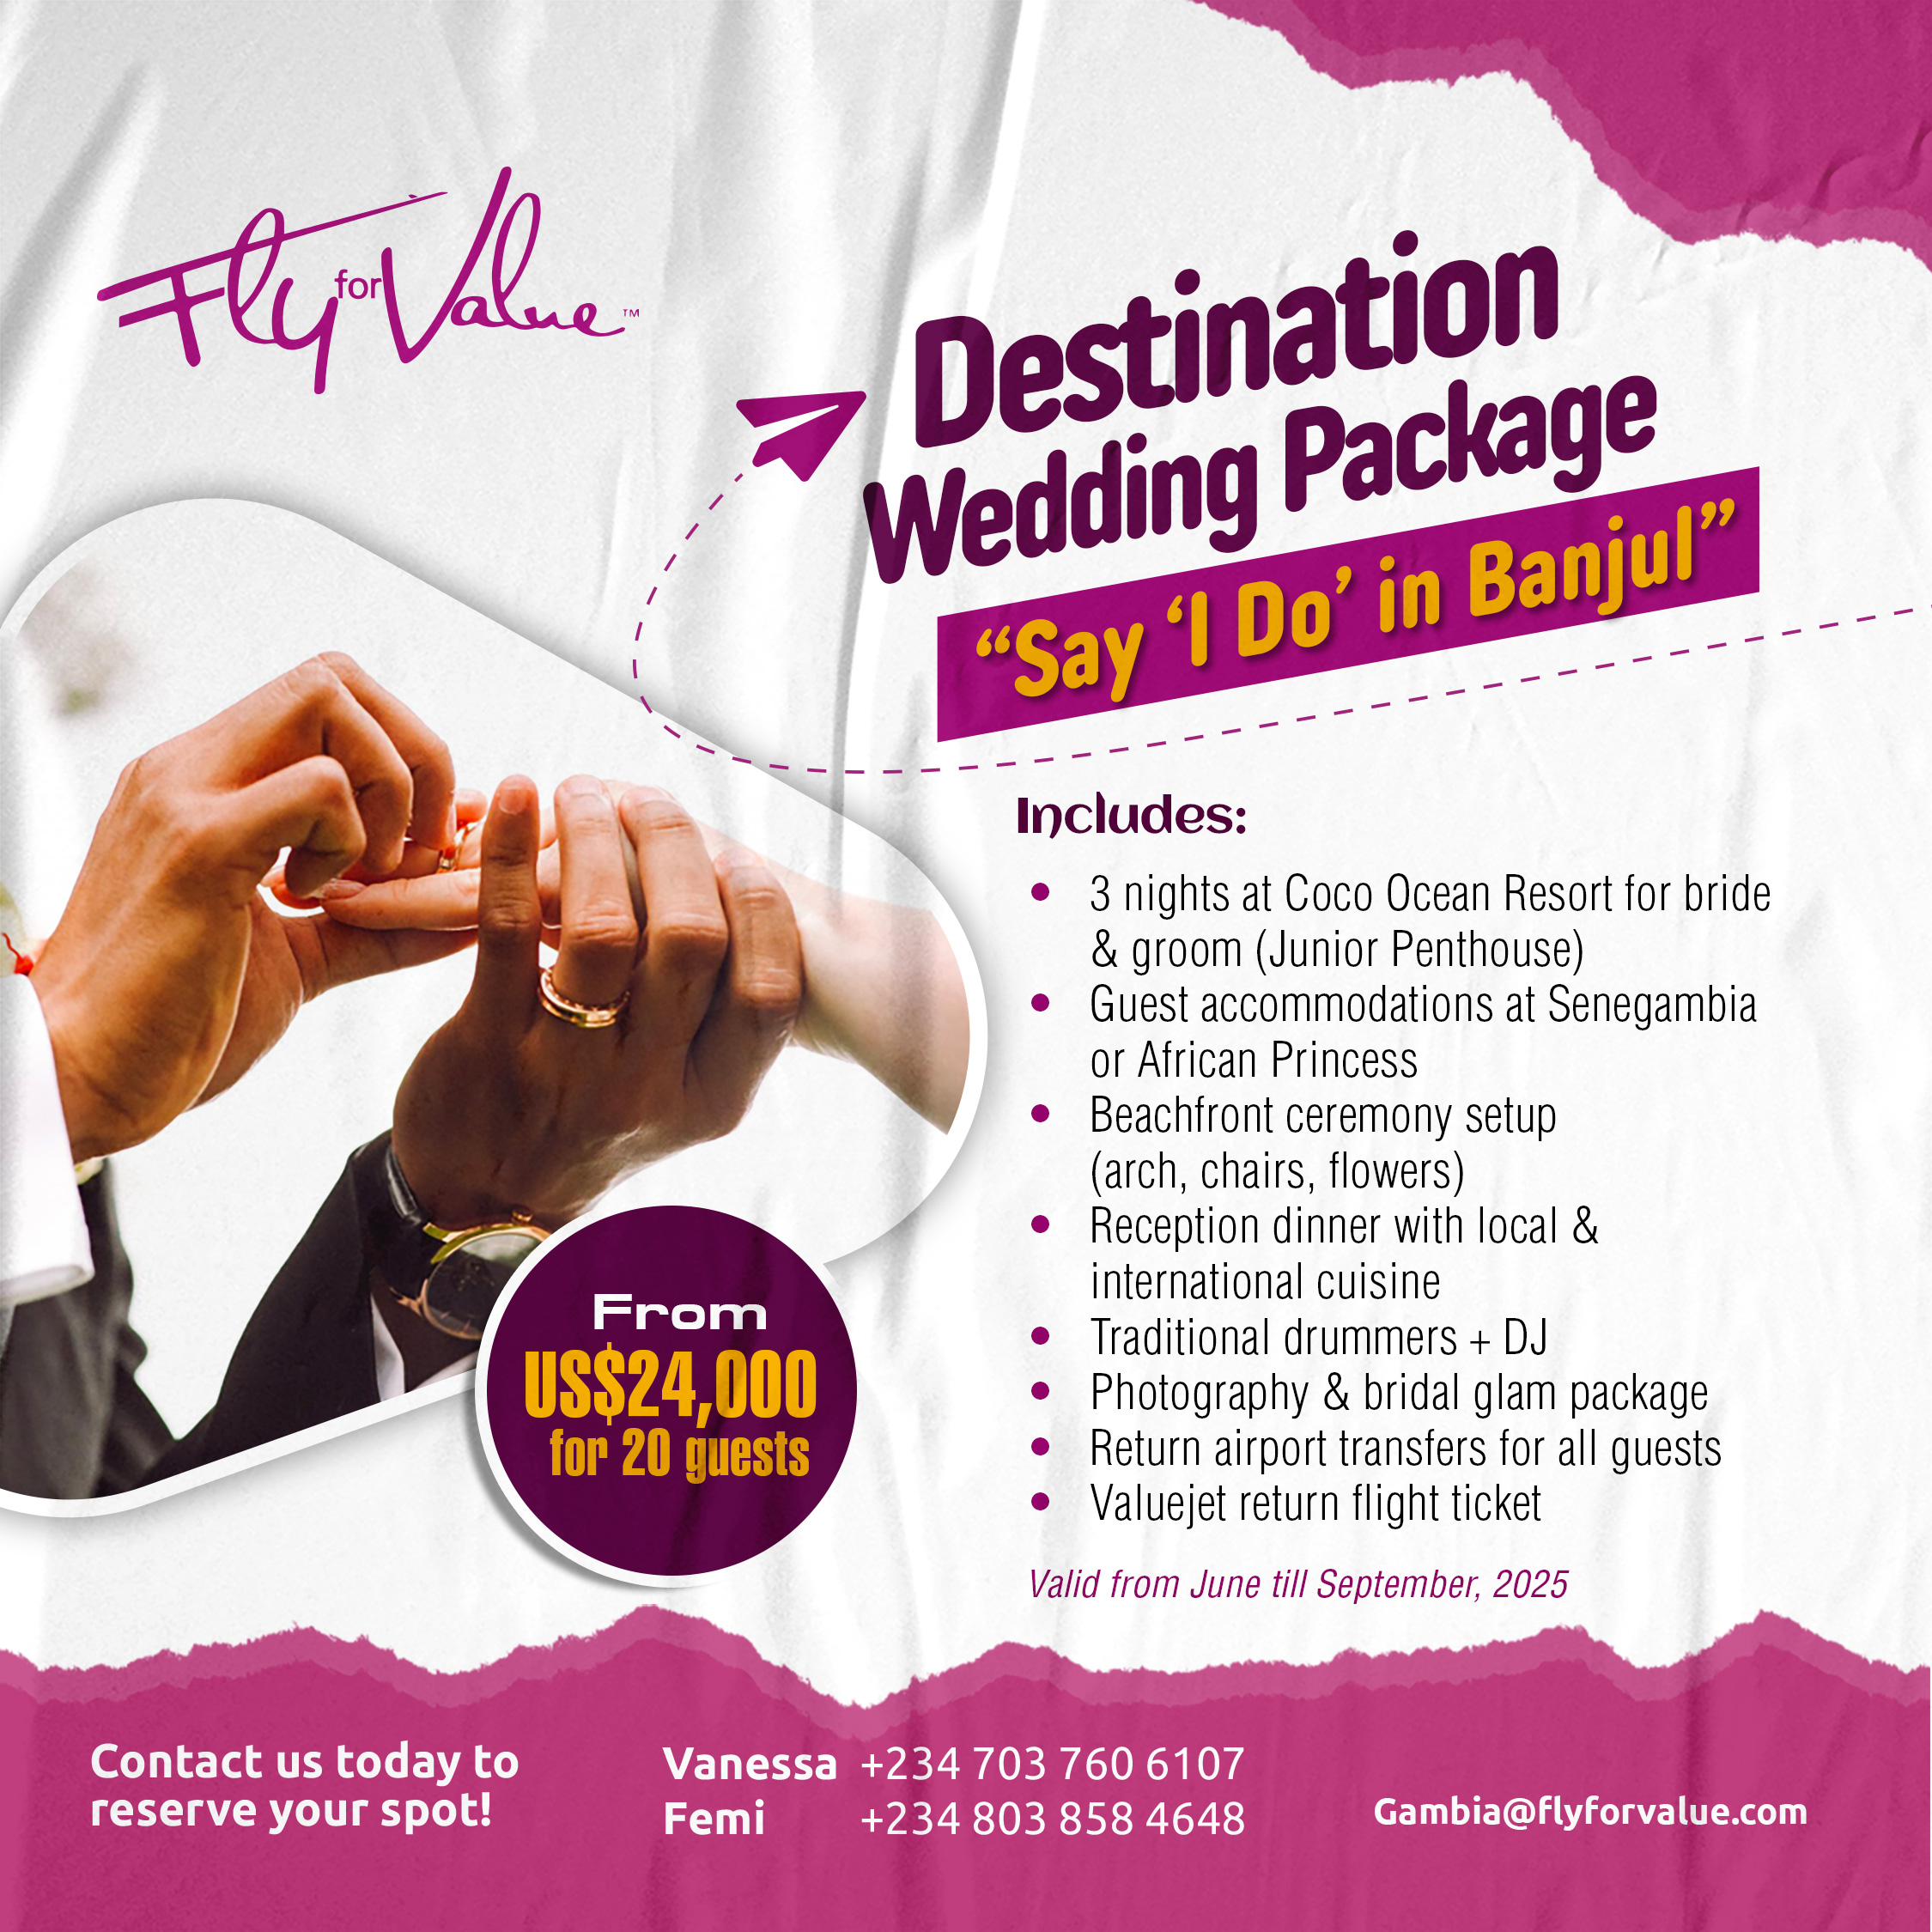 Fly for Value™
Destination
Wedding Package
“Say ‘I Do’ in Banjul”
Includes:
• 3 nights at Coco Ocean Resort for bride
& groom (Junior Penthouse)
• Guest accommodations at Senegambia
or African Princess
• Beachfront ceremony setup
(arch, chairs, flowers)
• Reception dinner with local &
international cuisine
• Traditional drummers + DJ
• Photography & bridal glam package
• Return airport transfers for all guests
• Valuejet return flight ticket
Valid from June till September, 2025
From
US$24,000
for 20 guests
Contact us today to
reserve your spot!
Vanessa +234 703 760 6107
Femi +234 803 858 4648
Gambia@flyforvalue.com